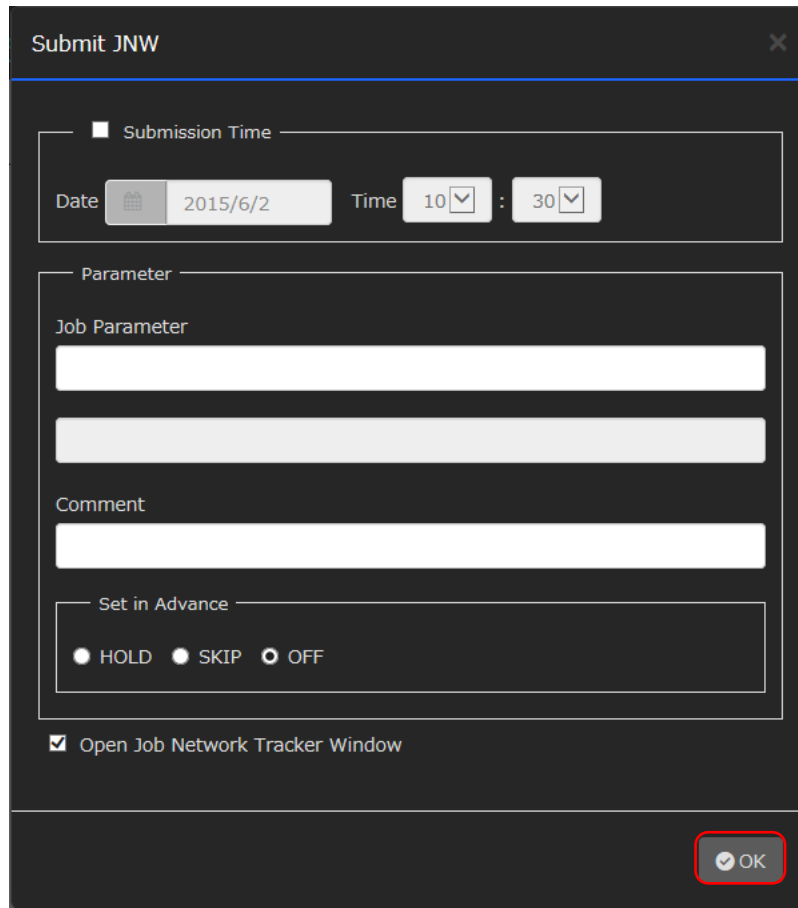 Submit JNW
Submission Time
Date 2015/6/2 Time 10 : 30
Parameter
Job Parameter
Comment
Set in Advance
HOLD SKIP OFF
Open Job Network Tracker Window
OK